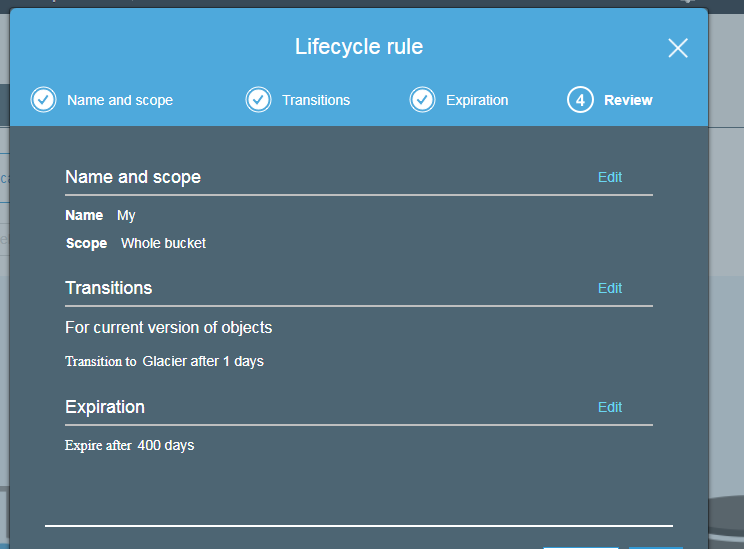 Lifecycle rule
Name and scope
Transitions
Expiration
4 Review
Name and scope Edit
Name My
Scope Whole bucket
Transitions Edit
For current version of objects
Transition to Glacier after 1 days
Expiration Edit
Expire after 400 days